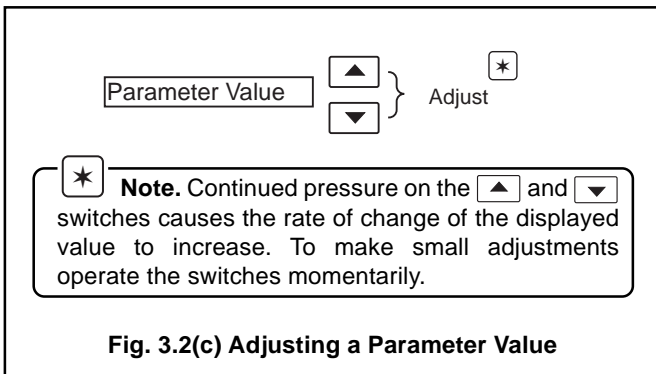 Parameter Value ▲ ▼ } Adjust ✶
✶ Note. Continued pressure on the ▲ and ▼
switches causes the rate of change of the displayed
value to increase. To make small adjustments
operate the switches momentarily.
Fig. 3.2(c) Adjusting a Parameter Value